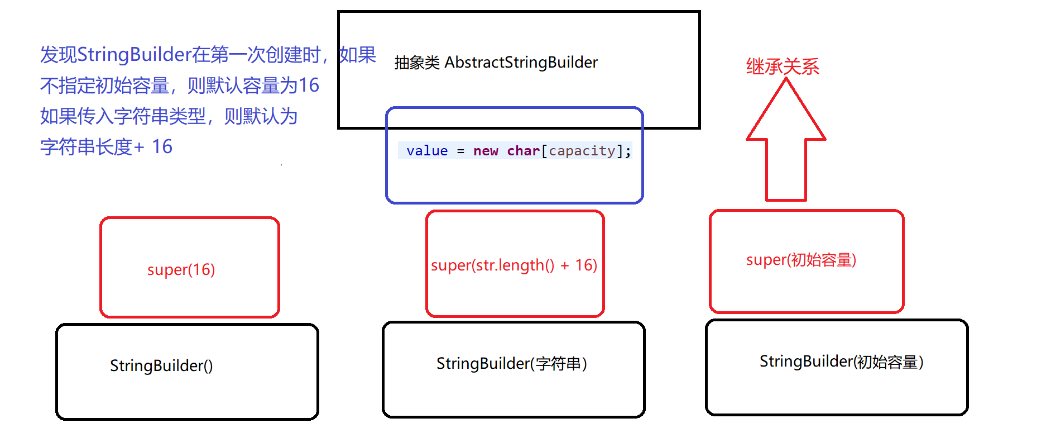 发现StringBuilder在第一次创建时，如果
不指定初始容量，则默认容量为16
如果传入字符串类型，则默认为
字符串长度+ 16
抽象类 AbstractStringBuilder
value = new char[capacity];
继承关系
super(16)
super(str.length() + 16)
super(初始容量)
StringBuilder()
StringBuilder(字符串）
StringBuilder(初始容量）